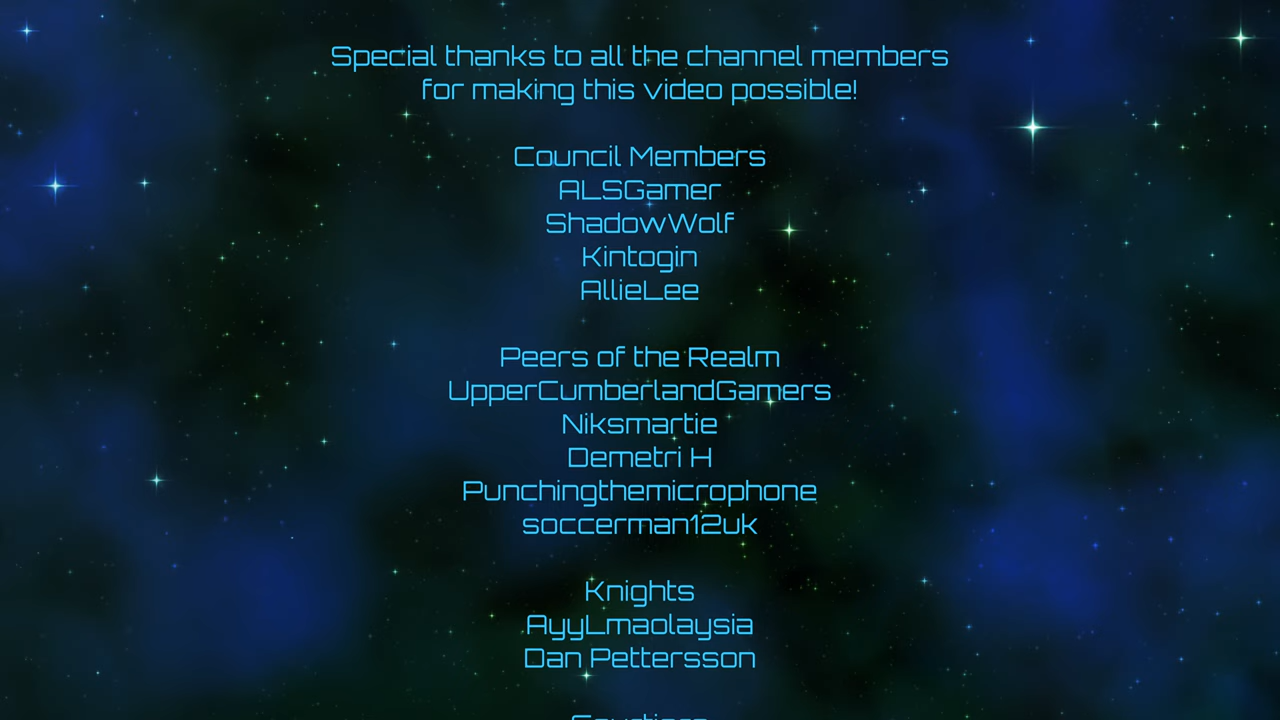 Special thanks to all the channel members
for making this video possible!
Council Members
ALSGamer
ShadowWolf
Kintogin
AllieLee
Peers of the Realm
UpperCumberlandGamers
Niksmartie
Demetri H
Punchingthemicrophone
soccerman12uk
Knights
AyyLmaolaysia
Dan Pettersson